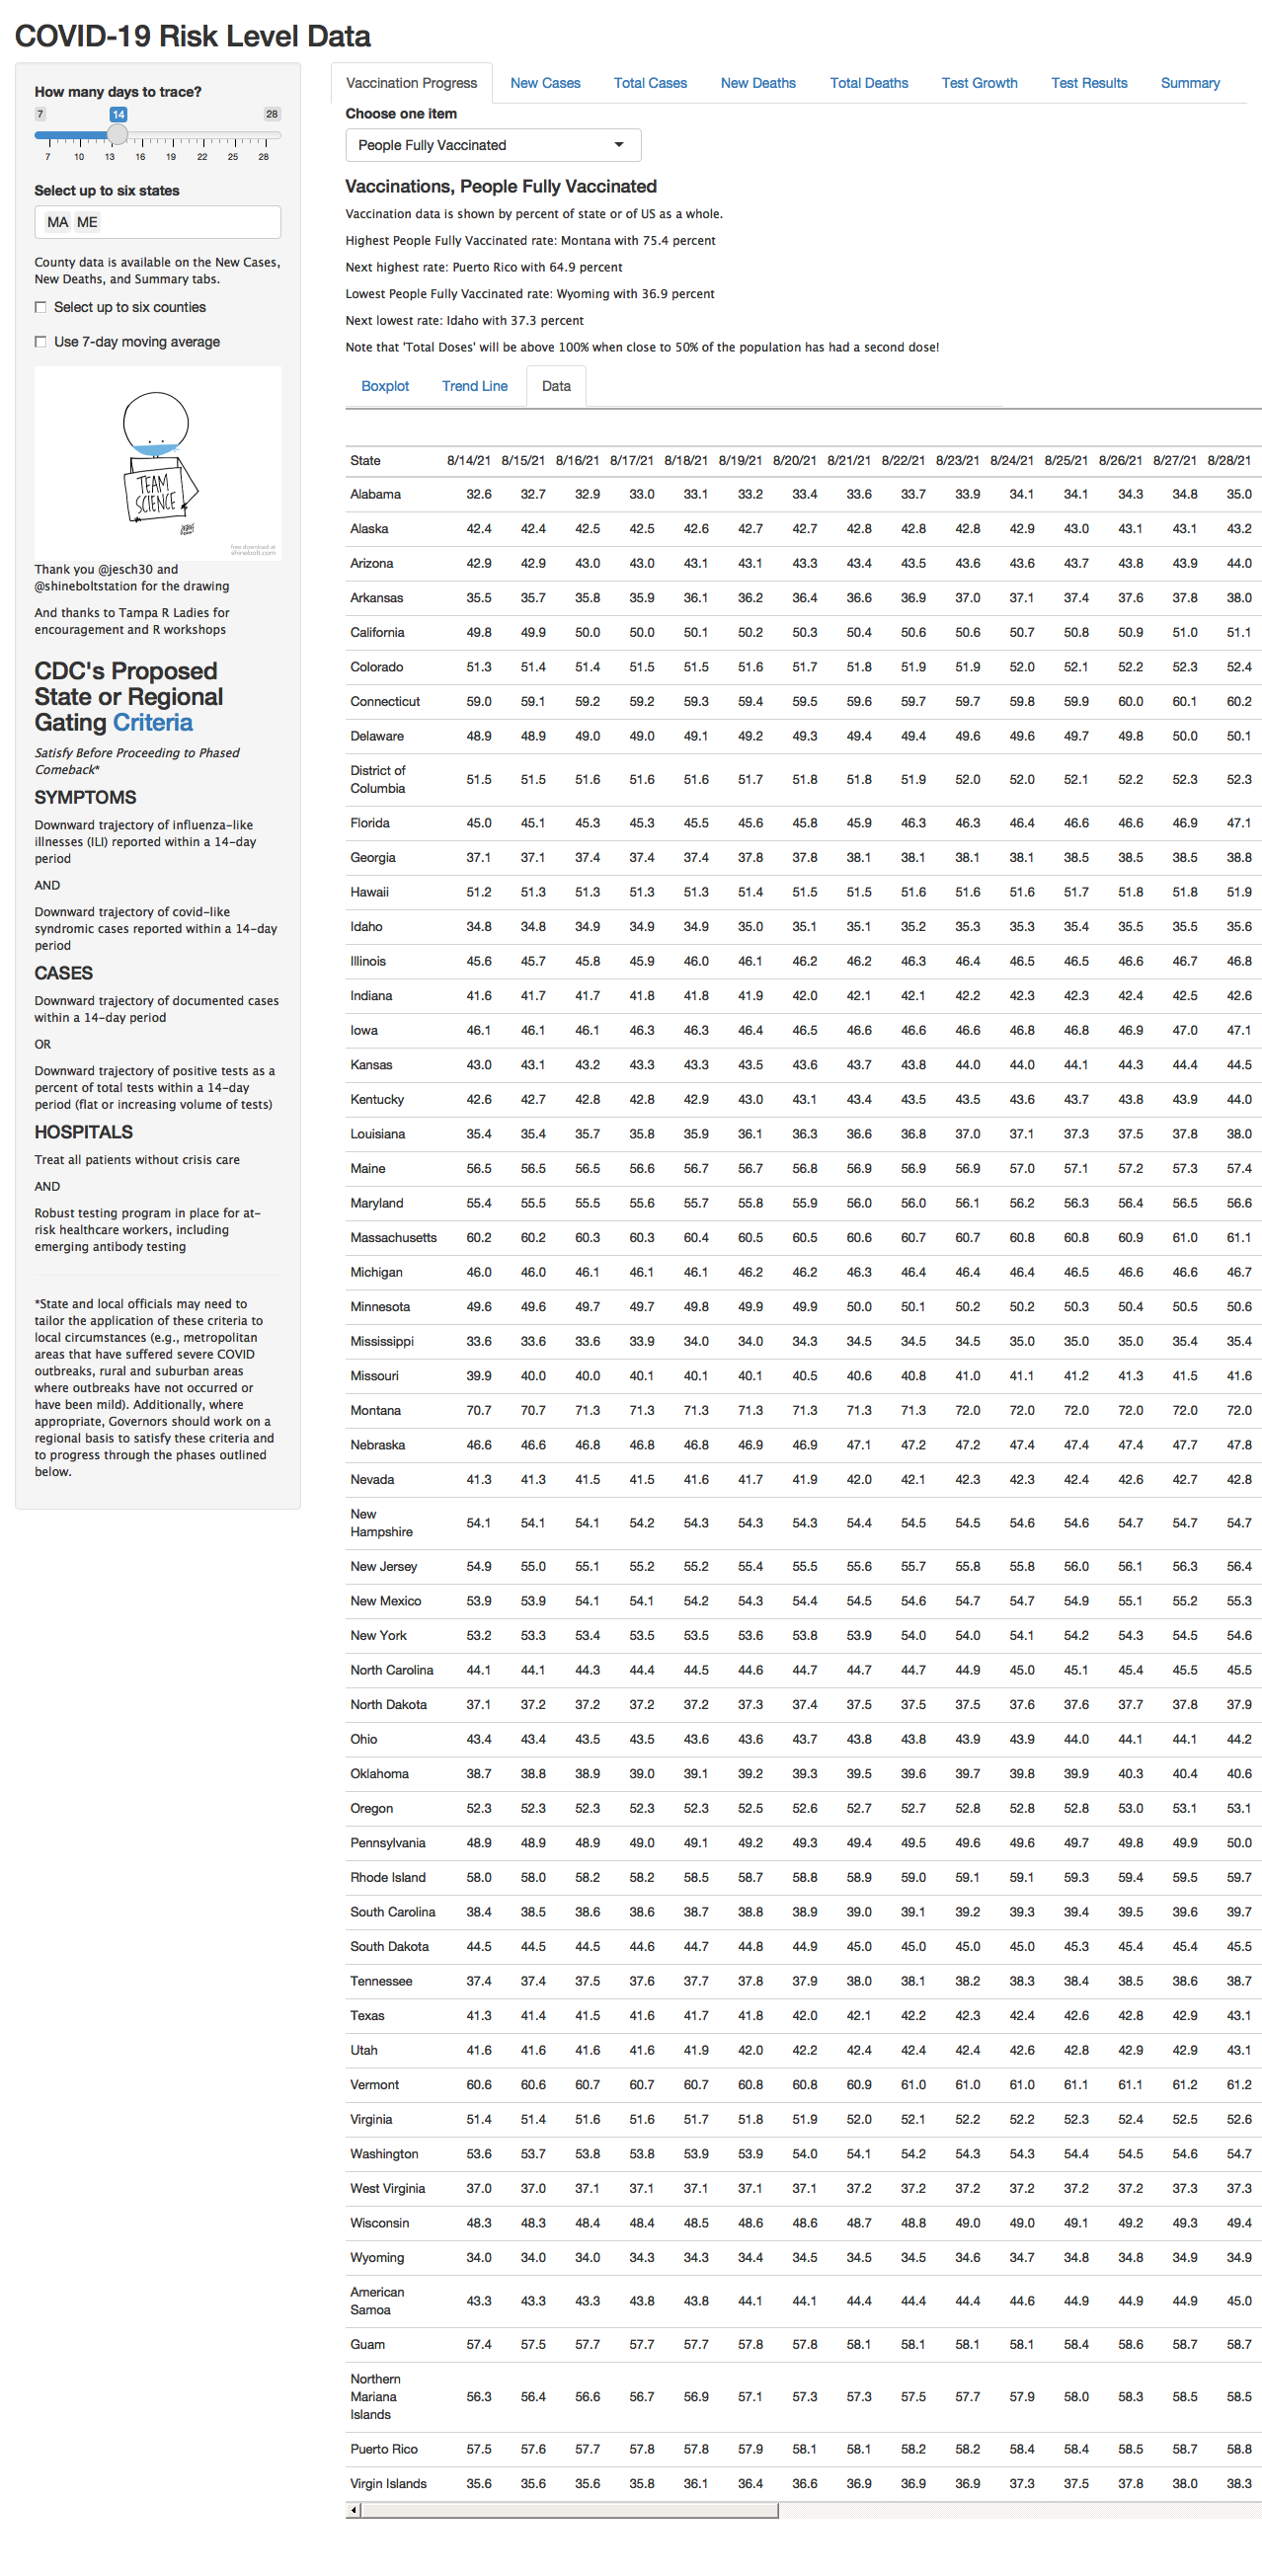 COVID-19 Risk Level Data
How many days to trace?
7 14 28
7 10 13 16 19 22 25 28
Select up to six states
MA ME
County data is available on the New Cases,
New Deaths, and Summary tabs.
Select up to six counties
Use 7-day moving average
TEAM
SCIENCE
free download at
shinebolt.com
Thank you @jesch30 and
@shineboltstation for the drawing
And thanks to Tampa R Ladies for
encouragement and R workshops
CDC's Proposed
State or Regional
Gating Criteria
Satisfy Before Proceeding to Phased
Comeback*
SYMPTOMS
Downward trajectory of influenza-like
illnesses (ILI) reported within a 14-day
period
AND
Downward trajectory of covid-like
syndromic cases reported within a 14-day
period
CASES
Downward trajectory of documented cases
within a 14-day period
OR
Downward trajectory of positive tests as a
percent of total tests within a 14-day
period (flat or increasing volume of tests)
HOSPITALS
Treat all patients without crisis care
AND
Robust testing program in place for at-
risk healthcare workers, including
emerging antibody testing
*State and local officials may need to
tailor the application of these criteria to
local circumstances (e.g., metropolitan
areas that have suffered severe COVID
outbreaks, rural and suburban areas
where outbreaks have not occurred or
have been mild). Additionally, where
appropriate, Governors should work on a
regional basis to satisfy these criteria and
to progress through the phases outlined
below.
Vaccination Progress New Cases Total Cases New Deaths Total Deaths Test Growth Test Results Summary
Choose one item
People Fully Vaccinated
Vaccinations, People Fully Vaccinated
Vaccination data is shown by percent of state or of US as a whole.
Highest People Fully Vaccinated rate: Montana with 75.4 percent
Next highest rate: Puerto Rico with 64.9 percent
Lowest People Fully Vaccinated rate: Wyoming with 36.9 percent
Next lowest rate: Idaho with 37.3 percent
Note that 'Total Doses' will be above 100% when close to 50% of the population has had a second dose!
Boxplot Trend Line Data
State 8/14/21 8/15/21 8/16/21 8/17/21 8/18/21 8/19/21 8/20/21 8/21/21 8/22/21 8/23/21 8/24/21 8/25/21 8/26/21 8/27/21 8/28/21
Alabama 32.6 32.7 32.9 33.0 33.1 33.2 33.4 33.6 33.7 33.9 34.1 34.1 34.3 34.8 35.0
Alaska 42.4 42.4 42.5 42.5 42.6 42.7 42.7 42.8 42.8 42.8 42.9 43.0 43.1 43.1 43.2
Arizona 42.9 42.9 43.0 43.0 43.1 43.1 43.3 43.4 43.5 43.6 43.6 43.7 43.8 43.9 44.0
Arkansas 35.5 35.7 35.8 35.9 36.1 36.2 36.4 36.6 36.9 37.0 37.1 37.4 37.6 37.8 38.0
California 49.8 49.9 50.0 50.0 50.1 50.2 50.3 50.4 50.6 50.6 50.7 50.8 50.9 51.0 51.1
Colorado 51.3 51.4 51.4 51.5 51.5 51.6 51.7 51.8 51.9 51.9 52.0 52.1 52.2 52.3 52.4
Connecticut 59.0 59.1 59.2 59.2 59.3 59.4 59.5 59.6 59.7 59.7 59.8 59.9 60.0 60.1 60.2
Delaware 48.9 48.9 49.0 49.0 49.1 49.2 49.3 49.4 49.4 49.6 49.6 49.7 49.8 50.0 50.1
District of
Columbia 51.5 51.5 51.6 51.6 51.6 51.7 51.8 51.8 51.9 52.0 52.0 52.1 52.2 52.3 52.3
Florida 45.0 45.1 45.3 45.3 45.5 45.6 45.8 45.9 46.3 46.3 46.4 46.6 46.6 46.9 47.1
Georgia 37.1 37.1 37.4 37.4 37.4 37.8 37.8 38.1 38.1 38.1 38.1 38.5 38.5 38.5 38.8
Hawaii 51.2 51.3 51.3 51.3 51.3 51.4 51.5 51.5 51.6 51.6 51.6 51.7 51.8 51.8 51.9
Idaho 34.8 34.8 34.9 34.9 34.9 35.0 35.1 35.1 35.2 35.3 35.3 35.4 35.5 35.5 35.6
Illinois 45.6 45.7 45.8 45.9 46.0 46.1 46.2 46.2 46.3 46.4 46.5 46.5 46.6 46.7 46.8
Indiana 41.6 41.7 41.7 41.8 41.8 41.9 42.0 42.1 42.1 42.2 42.3 42.3 42.4 42.5 42.6
Iowa 46.1 46.1 46.1 46.3 46.3 46.4 46.5 46.6 46.6 46.6 46.8 46.8 46.9 47.0 47.1
Kansas 43.0 43.1 43.2 43.3 43.3 43.5 43.6 43.7 43.8 44.0 44.0 44.1 44.3 44.4 44.5
Kentucky 42.6 42.7 42.8 42.8 42.9 43.0 43.1 43.4 43.5 43.5 43.6 43.7 43.8 43.9 44.0
Louisiana 35.4 35.4 35.7 35.8 35.9 36.1 36.3 36.6 36.8 37.0 37.1 37.3 37.5 37.8 38.0
Maine 56.5 56.5 56.5 56.6 56.7 56.7 56.8 56.9 56.9 56.9 57.0 57.1 57.2 57.3 57.4
Maryland 55.4 55.5 55.5 55.6 55.7 55.8 55.9 56.0 56.0 56.1 56.2 56.3 56.4 56.5 56.6
Massachusetts 60.2 60.2 60.3 60.3 60.4 60.5 60.5 60.6 60.7 60.7 60.8 60.8 60.9 61.0 61.1
Michigan 46.0 46.0 46.1 46.1 46.1 46.2 46.2 46.3 46.4 46.4 46.4 46.5 46.6 46.6 46.7
Minnesota 49.6 49.6 49.7 49.7 49.8 49.9 49.9 50.0 50.1 50.2 50.2 50.3 50.4 50.5 50.6
Mississippi 33.6 33.6 33.6 33.9 34.0 34.0 34.3 34.5 34.5 34.5 35.0 35.0 35.0 35.4 35.4
Missouri 39.9 40.0 40.0 40.1 40.1 40.1 40.5 40.6 40.8 41.0 41.1 41.2 41.3 41.5 41.6
Montana 70.7 70.7 71.3 71.3 71.3 71.3 71.3 71.3 71.3 72.0 72.0 72.0 72.0 72.0 72.0
Nebraska 46.6 46.6 46.8 46.8 46.8 46.9 46.9 47.1 47.2 47.2 47.4 47.4 47.4 47.7 47.8
Nevada 41.3 41.3 41.5 41.5 41.6 41.7 41.9 42.0 42.1 42.3 42.3 42.4 42.6 42.7 42.8
New
Hampshire 54.1 54.1 54.1 54.2 54.3 54.3 54.3 54.4 54.5 54.5 54.6 54.6 54.7 54.7 54.7
New Jersey 54.9 55.0 55.1 55.2 55.2 55.4 55.5 55.6 55.7 55.8 55.8 56.0 56.1 56.3 56.4
New Mexico 53.9 53.9 54.1 54.1 54.2 54.3 54.4 54.5 54.6 54.7 54.7 54.9 55.1 55.2 55.3
New York 53.2 53.3 53.4 53.5 53.5 53.6 53.8 53.9 54.0 54.0 54.1 54.2 54.3 54.5 54.6
North Carolina 44.1 44.1 44.3 44.4 44.5 44.6 44.7 44.7 44.7 44.9 45.0 45.1 45.4 45.5 45.5
North Dakota 37.1 37.2 37.2 37.2 37.2 37.3 37.4 37.5 37.5 37.5 37.6 37.6 37.7 37.8 37.9
Ohio 43.4 43.4 43.5 43.5 43.6 43.6 43.7 43.8 43.8 43.9 43.9 44.0 44.1 44.1 44.2
Oklahoma 38.7 38.8 38.9 39.0 39.1 39.2 39.3 39.5 39.6 39.7 39.8 39.9 40.3 40.4 40.6
Oregon 52.3 52.3 52.3 52.3 52.3 52.5 52.6 52.7 52.7 52.8 52.8 52.8 53.0 53.1 53.1
Pennsylvania 48.9 48.9 48.9 49.0 49.1 49.2 49.3 49.4 49.5 49.6 49.6 49.7 49.8 49.9 50.0
Rhode Island 58.0 58.0 58.2 58.2 58.5 58.7 58.8 58.9 59.0 59.1 59.1 59.3 59.4 59.5 59.7
South Carolina 38.4 38.5 38.6 38.6 38.7 38.8 38.9 39.0 39.1 39.2 39.3 39.4 39.5 39.6 39.7
South Dakota 44.5 44.5 44.5 44.6 44.7 44.8 44.9 45.0 45.0 45.0 45.0 45.3 45.4 45.4 45.5
Tennessee 37.4 37.4 37.5 37.6 37.7 37.8 37.9 38.0 38.1 38.2 38.3 38.4 38.5 38.6 38.7
Texas 41.3 41.4 41.5 41.6 41.7 41.8 42.0 42.1 42.2 42.3 42.4 42.6 42.8 42.9 43.1
Utah 41.6 41.6 41.6 41.6 41.9 42.0 42.2 42.4 42.4 42.4 42.6 42.8 42.9 42.9 43.1
Vermont 60.6 60.6 60.7 60.7 60.7 60.8 60.8 60.9 61.0 61.0 61.0 61.1 61.1 61.2 61.2
Virginia 51.4 51.4 51.6 51.6 51.7 51.8 51.9 52.0 52.1 52.2 52.2 52.3 52.4 52.5 52.6
Washington 53.6 53.7 53.8 53.8 53.9 53.9 54.0 54.1 54.2 54.3 54.3 54.4 54.5 54.6 54.7
West Virginia 37.0 37.0 37.1 37.1 37.1 37.1 37.1 37.2 37.2 37.2 37.2 37.2 37.2 37.3 37.3
Wisconsin 48.3 48.3 48.4 48.4 48.5 48.6 48.6 48.7 48.8 49.0 49.0 49.1 49.2 49.3 49.4
Wyoming 34.0 34.0 34.0 34.3 34.3 34.4 34.5 34.5 34.5 34.6 34.7 34.8 34.8 34.9 34.9
American
Samoa 43.3 43.3 43.3 43.8 43.8 44.1 44.1 44.4 44.4 44.4 44.6 44.9 44.9 44.9 45.0
Guam 57.4 57.5 57.7 57.7 57.7 57.8 57.8 58.1 58.1 58.1 58.1 58.4 58.6 58.7 58.7
Northern
Mariana
Islands 56.3 56.4 56.6 56.7 56.9 57.1 57.3 57.3 57.5 57.7 57.9 58.0 58.3 58.5 58.5
Puerto Rico 57.5 57.6 57.7 57.8 57.8 57.9 58.1 58.1 58.2 58.2 58.4 58.4 58.5 58.7 58.8
Virgin Islands 35.6 35.6 35.6 35.8 36.1 36.4 36.6 36.9 36.9 36.9 37.3 37.5 37.8 38.0 38.3